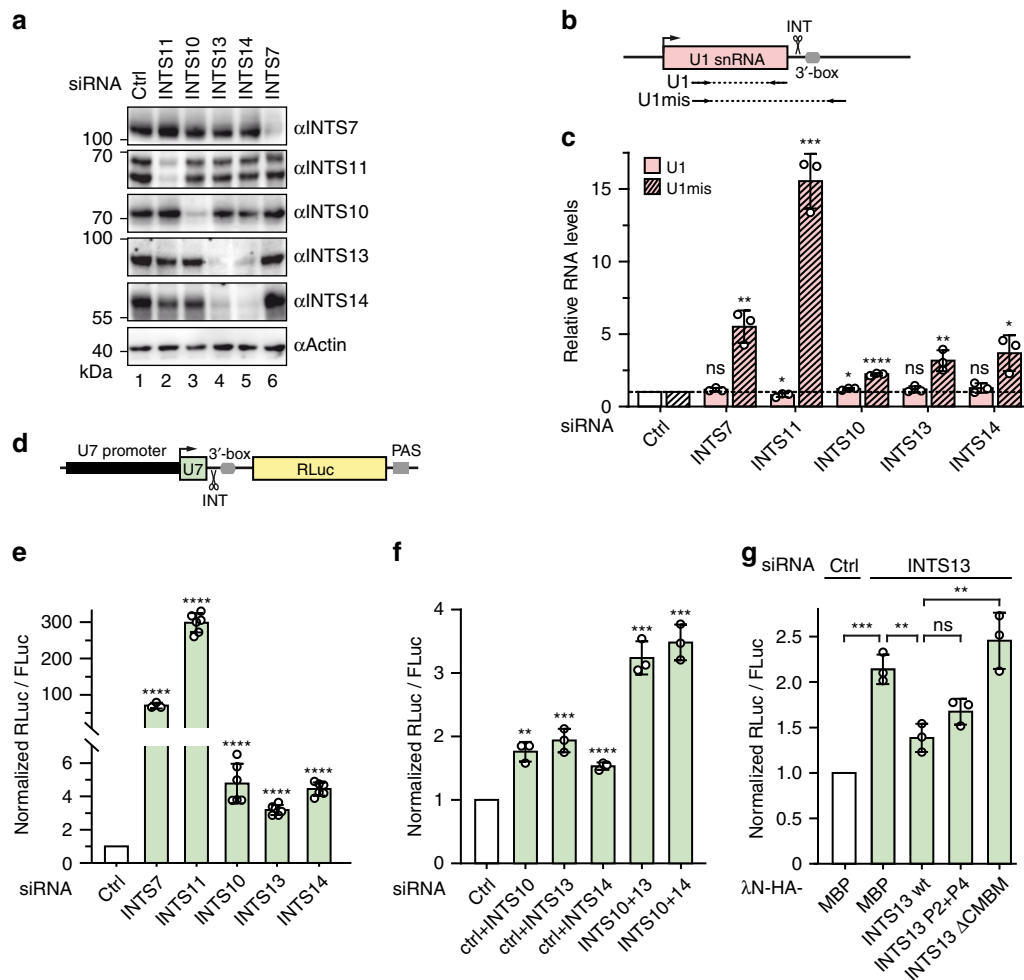 a
siRNA
Ctrl
INTS11
INTS10
INTS13
INTS14
INTS7
100
αINTS7
70
αINTS11
70
αINTS10
100
αINTS13
55
αINTS14
40
αActin
kDa
1 2 3 4 5 6
b
INT
U1 snRNA
3′-box
U1
U1mis
c
Relative RNA levels
15
10
5
0
U1
U1mis
ns
**
*
***
*
****
ns
**
ns
*
siRNA
Ctrl
INTS7
INTS11
INTS10
INTS13
INTS14
d
U7 promoter
3′-box
PAS
U7
RLuc
INT
e
Normalized RLuc / FLuc
300
200
100
6
4
2
0
****
****
****
****
****
siRNA
Ctrl
INTS7
INTS11
INTS10
INTS13
INTS14
f
Normalized RLuc / FLuc
4
3
2
1
0
**
***
****
***
***
siRNA
Ctrl
ctrl+INTS10
ctrl+INTS13
ctrl+INTS14
INTS10+13
INTS10+14
g
siRNA
Ctrl
INTS13
Normalized RLuc / FLuc
2.5
2.0
1.5
1.0
0
***
**
ns
**
λN-HA-
MBP
MBP
INTS13 wt
INTS13 P2+P4
INTS13 ΔCMBM